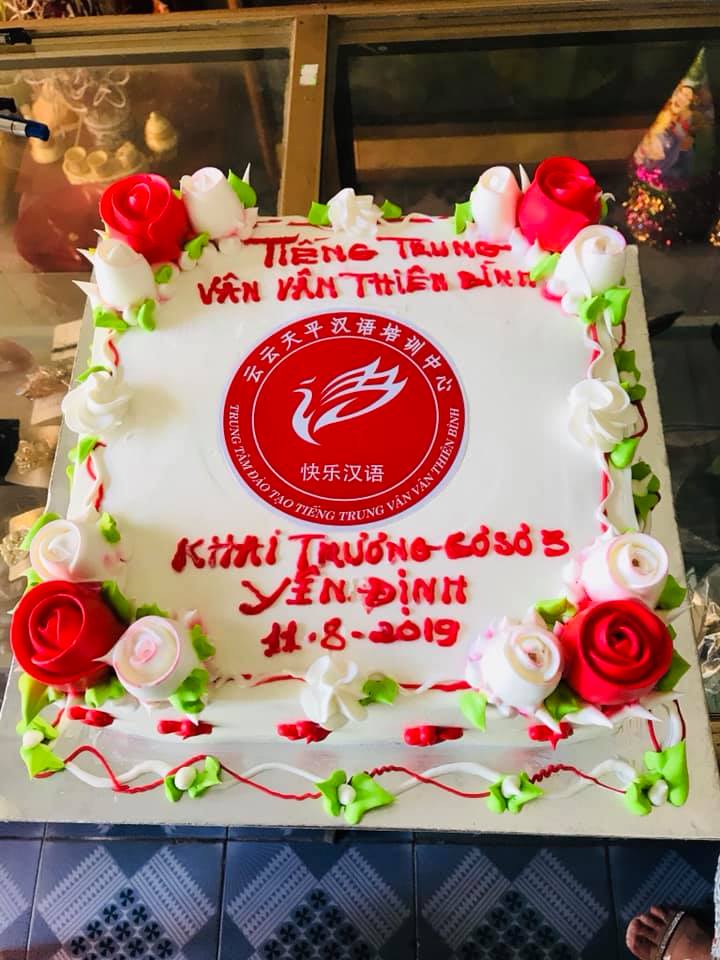 TIẾNG TRUNG
VÂN VÂN THIÊN BÌNH
云云天平汉语培训中心
快乐汉语
TRUNG TÂM ĐÀO TẠO TIẾNG TRUNG VÂN VÂN THIÊN BÌNH
KHAI TRƯƠNG CƠ SỞ 3
YÊN ĐỊNH
11.8-2019